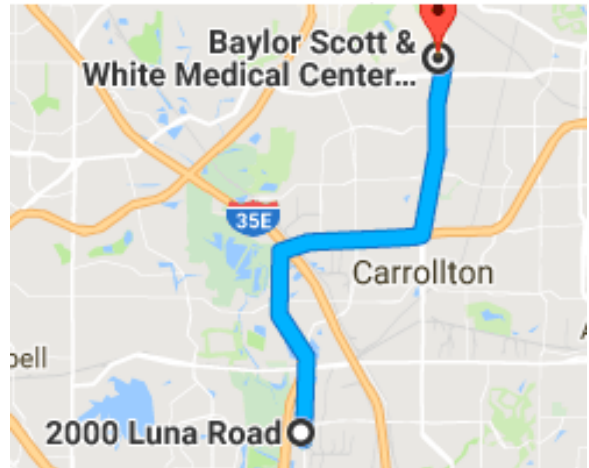 Baylor Scott &
White Medical Center...
35E
Carrollton
bell
2000 Luna Road
A